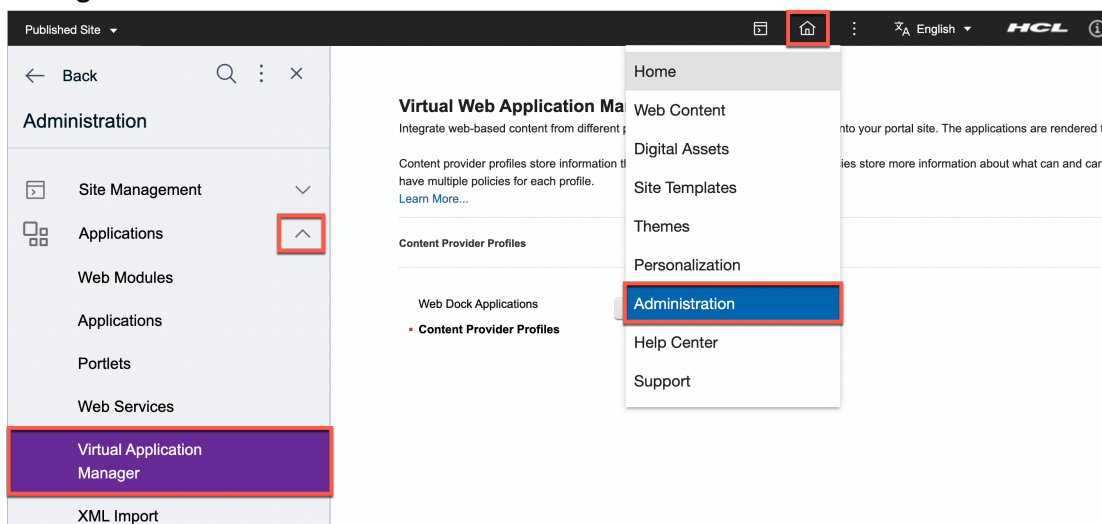 Published Site
English
HCL
Back
Administration
Site Management
Applications
Web Modules
Applications
Portlets
Web Services
Virtual Application
Manager
XML Import
Virtual Web Application Ma
Integrate web-based content from different
nto your portal site. The applications are rendered
Content provider profiles store information
ies store more information about what can and
have multiple policies for each profile.
Learn More...
Content Provider Profiles
Web Dock Applications
Content Provider Profiles
Home
Web Content
Digital Assets
Site Templates
Themes
Personalization
Administration
Help Center
Support